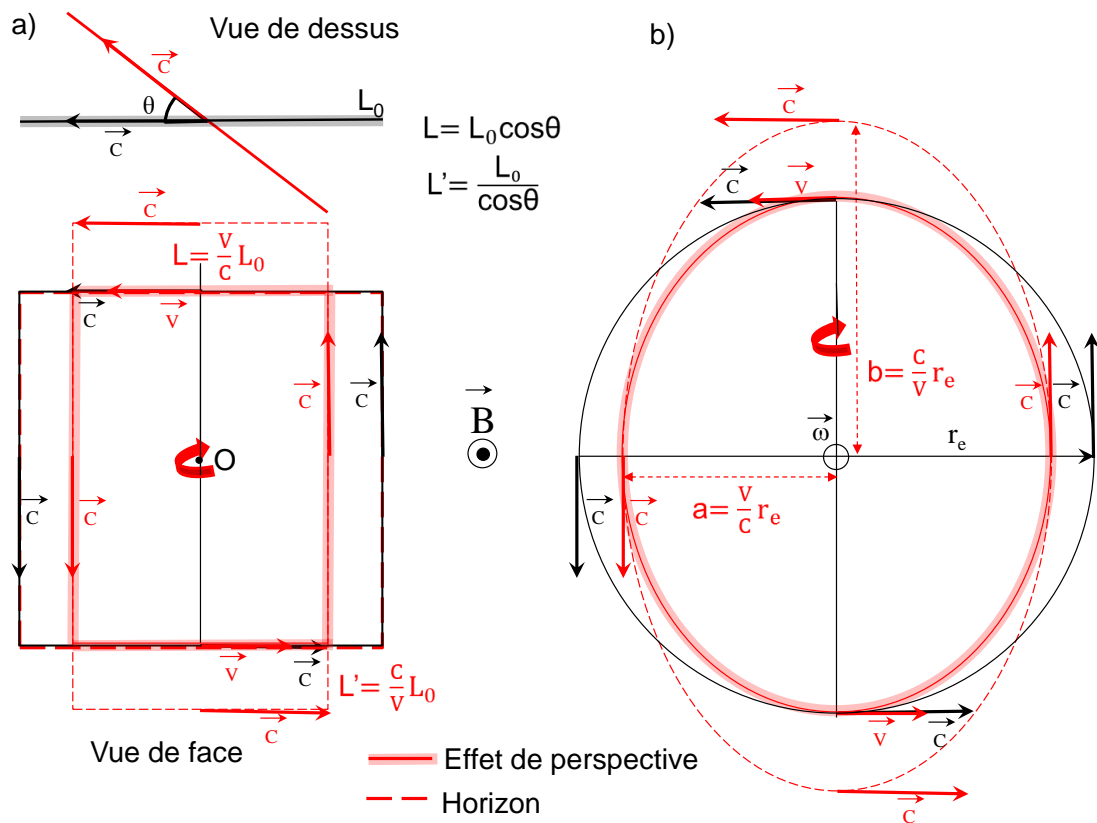 a)
Vue de dessus
b)
c
θ
c
L₀
L= L₀cosθ
L'= L₀/cosθ
c
c
c
v
L= V/C L₀
c
v
c
c
c
c
B
O
c
c
ω
rₑ
b= C/V rₑ
a= V/C rₑ
c
c
v
c
L'= C/V L₀
v
c
c
c
Vue de face
Effet de perspective
Horizon